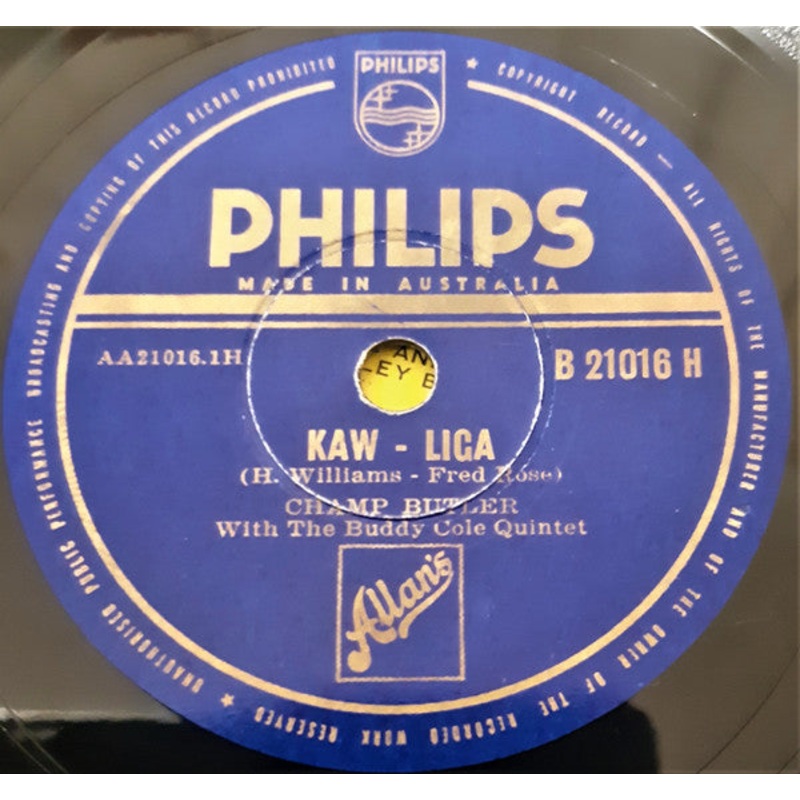 PHILIPS
COPYRIGHT RECORD — ALL RIGHTS OF THE MANUFACTURER AND OF THE OWNER OF THE RECORDED WORK RESERVED
UNAUTHORISED PUBLIC PERFORMANCE BROADCASTING AND COPYING OF THIS RECORD PROHIBITED
PHILIPS
MADE IN AUSTRALIA
AA21016.1H
B 21016 H
AN
EY B
KAW - LIGA
(H. Williams - Fred Rose)
CHAMP BUTLER
With The Buddy Cole Quintet
Allan's